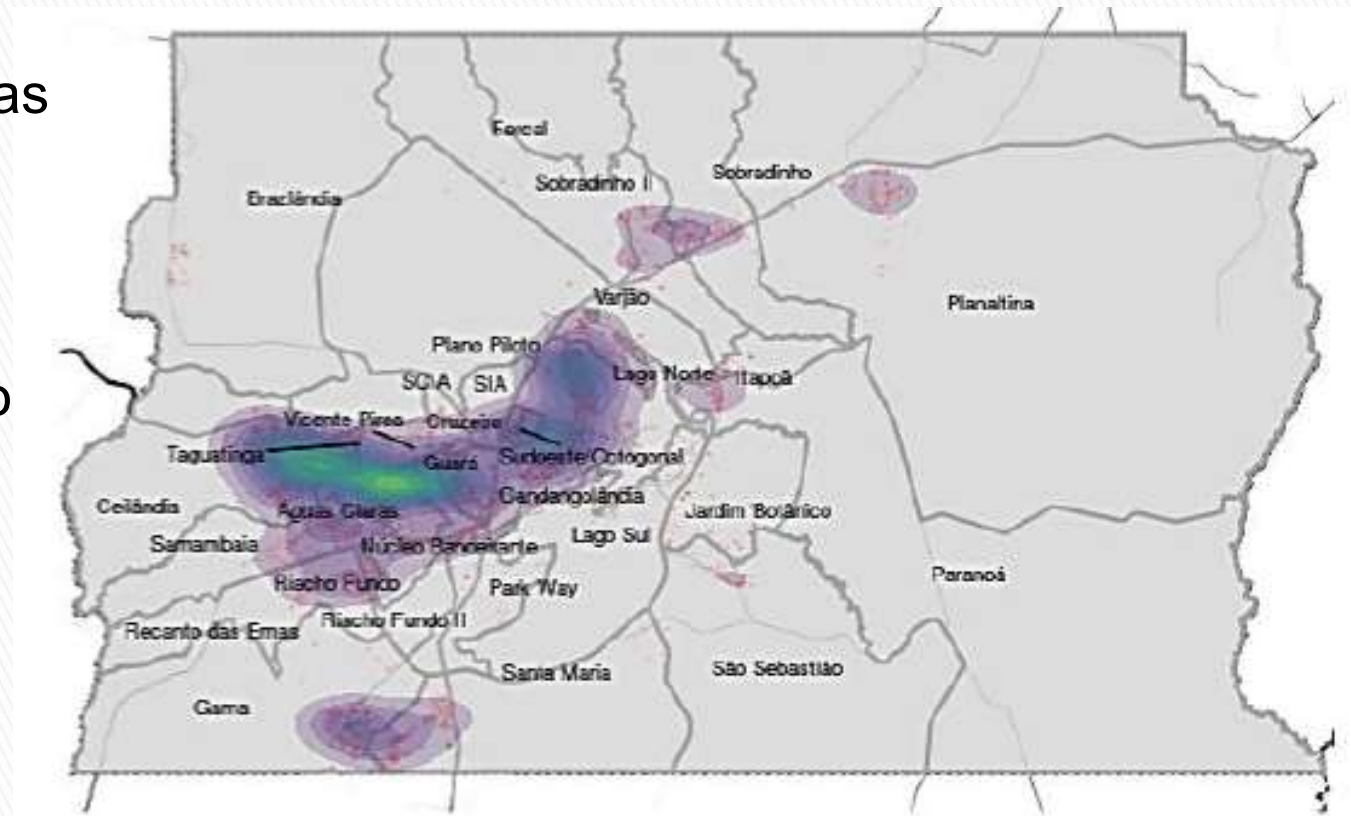 as
Fercal
Sobradinho II
Sobradinho
Brazlândia
Varjão
Planaltina
Plano Piloto
SCIA
SIA
Lago Norte
Itapoã
o
Vicente Pires
Cruzeiro
Taguatinga
Guará
Sudoeste/Octogonal
Candangolândia
Ceilândia
Águas Claras
Jardim Botânico
Lago Sul
Samambaia
Núcleo Bandeirante
Riacho Fundo
Park Way
Paranoá
Recanto das Emas
Riacho Fundo II
Santa Maria
São Sebastião
Gama